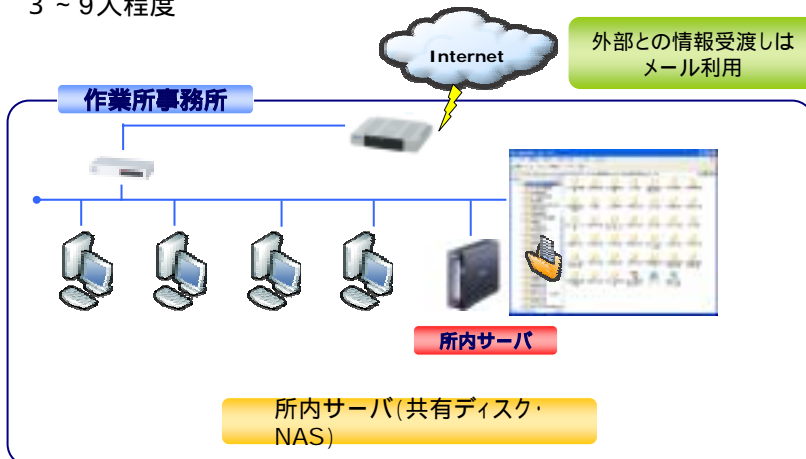 3~9人程度
Internet
外部との情報受渡しは
メール利用
作業所事務所
所内サーバ
所内サーバ(共有ディスク・
NAS)